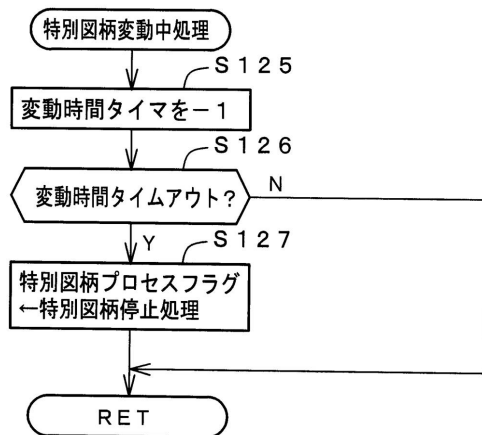 特別図柄変動中処理
S125
変動時間タイマを－1
S126
変動時間タイムアウト?
N
Y
S127
特別図柄プロセスフラグ
←特別図柄停止処理
RET